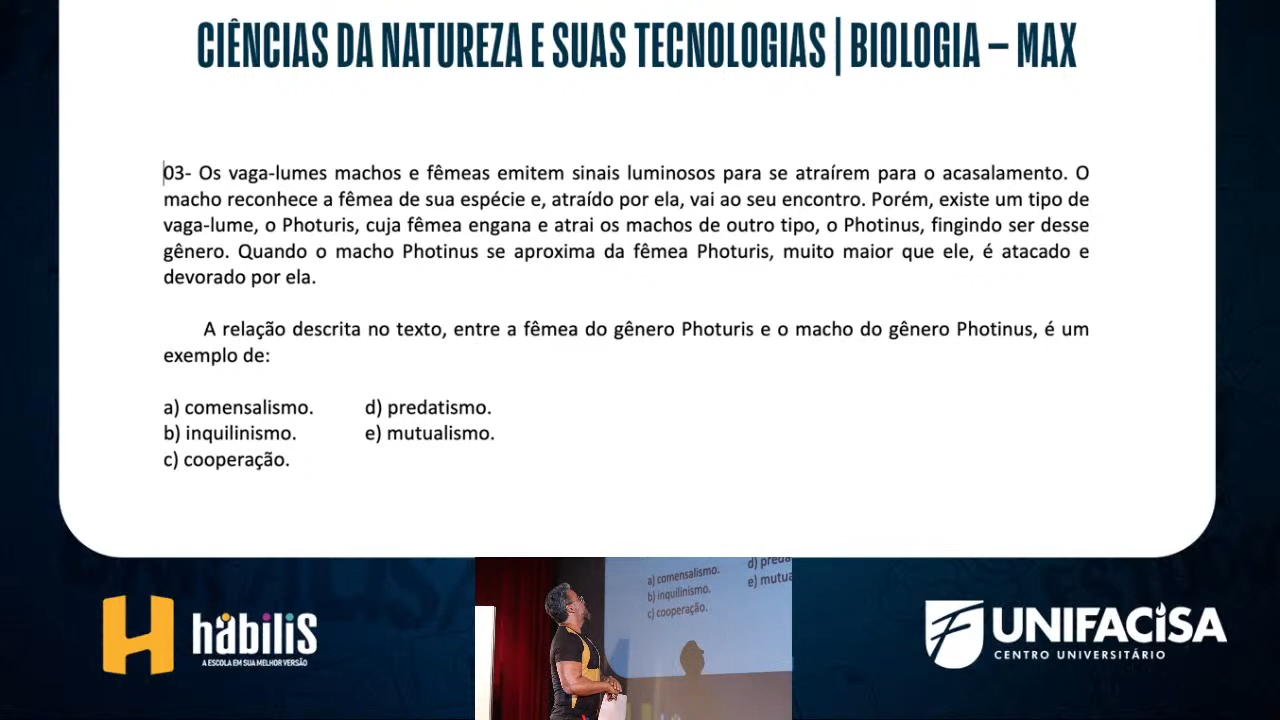 CIÊNCIAS DA NATUREZA E SUAS TECNOLOGIAS | BIOLOGIA – MAX
03- Os vaga-lumes machos e fêmeas emitem sinais luminosos para se atraírem para o acasalamento. O
macho reconhece a fêmea de sua espécie e, atraído por ela, vai ao seu encontro. Porém, existe um tipo de
vaga-lume, o Photuris, cuja fêmea engana e atrai os machos de outro tipo, o Photinus, fingindo ser desse
gênero. Quando o macho Photinus se aproxima da fêmea Photuris, muito maior que ele, é atacado e
devorado por ela.
A relação descrita no texto, entre a fêmea do gênero Photuris e o macho do gênero Photinus, é um
exemplo de:
a) comensalismo. d) predatismo.
b) inquilinismo. e) mutualismo.
c) cooperação.
H hábilis
A ESCOLA EM SUA MELHOR VERSÃO
a) comensalismo. d) preda
b) inquilinismo. e) mutua
c) cooperação.
UNIFACISA
CENTRO UNIVERSITÁRIO